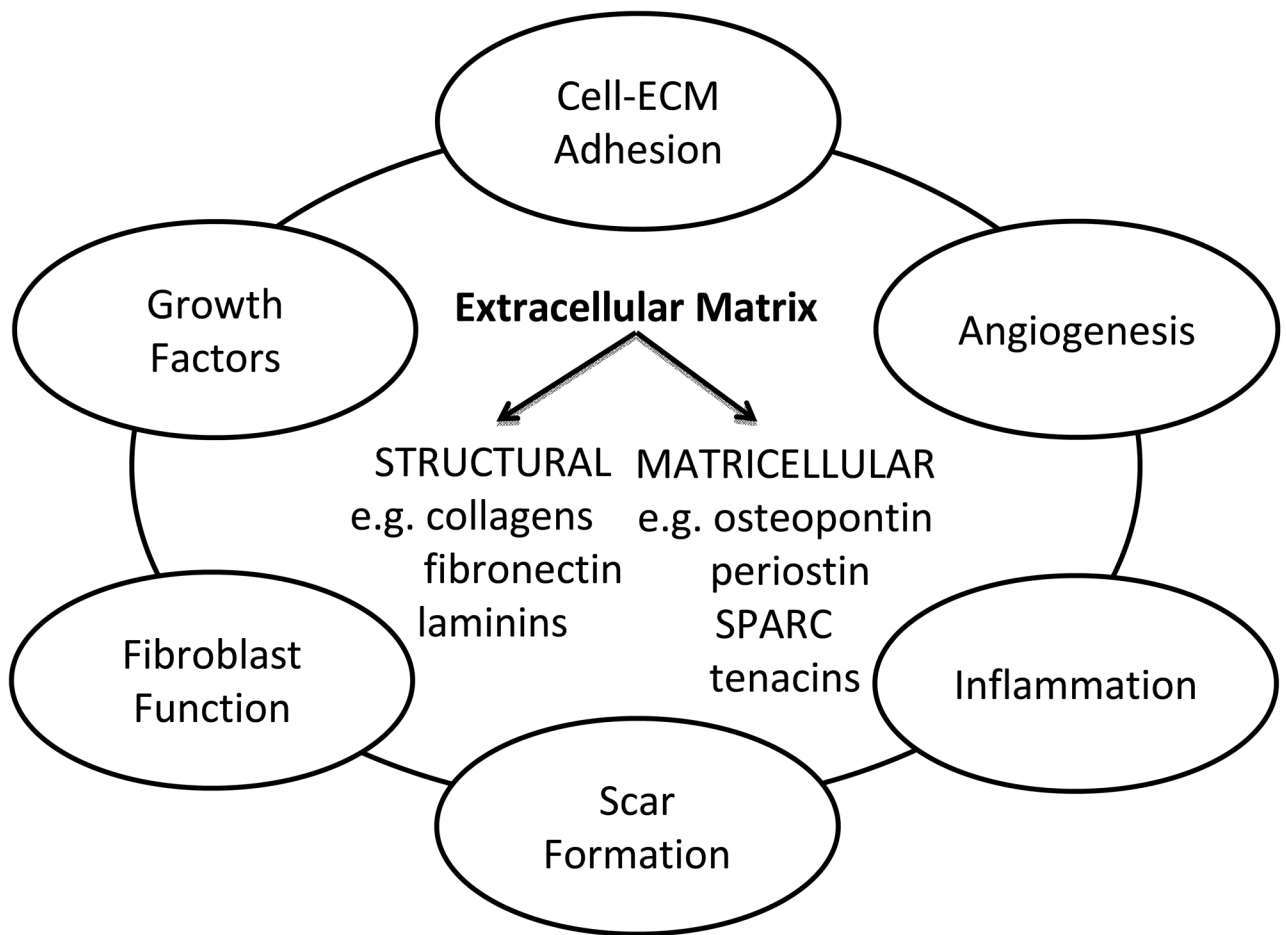 Cell-ECM
Adhesion
Growth
Factors
Extracellular Matrix
Angiogenesis
STRUCTURAL
e.g. collagens
fibronectin
laminins
MATRICELLULAR
e.g. osteopontin
periostin
SPARC
tenacins
Fibroblast
Function
Inflammation
Scar
Formation